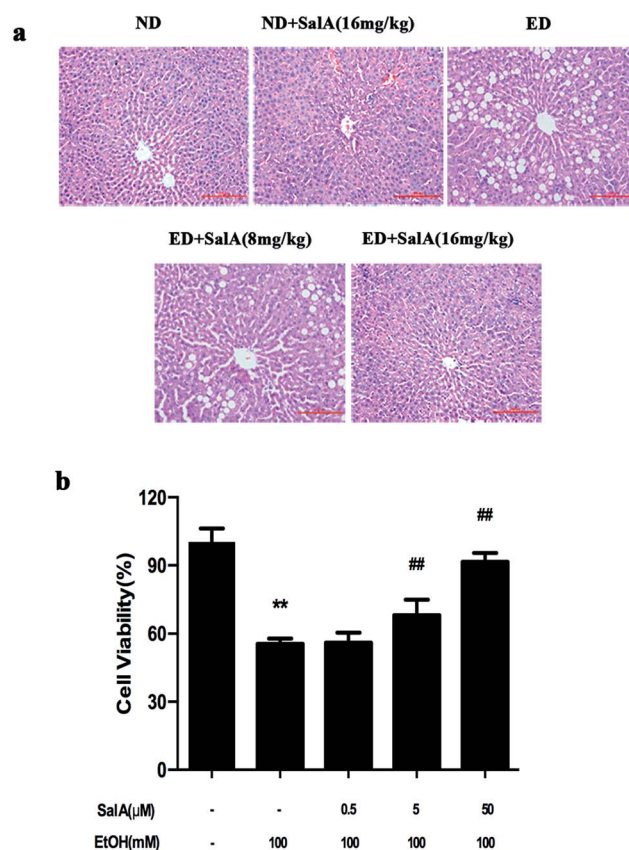 a
ND ND+SalA(16mg/kg) ED
ED+SalA(8mg/kg) ED+SalA(16mg/kg)
b
120
90
60
30
0
Cell Viability(%)
**
##
##
SalA(μM) - - 0.5 5 50
EtOH(mM) - 100 100 100 100